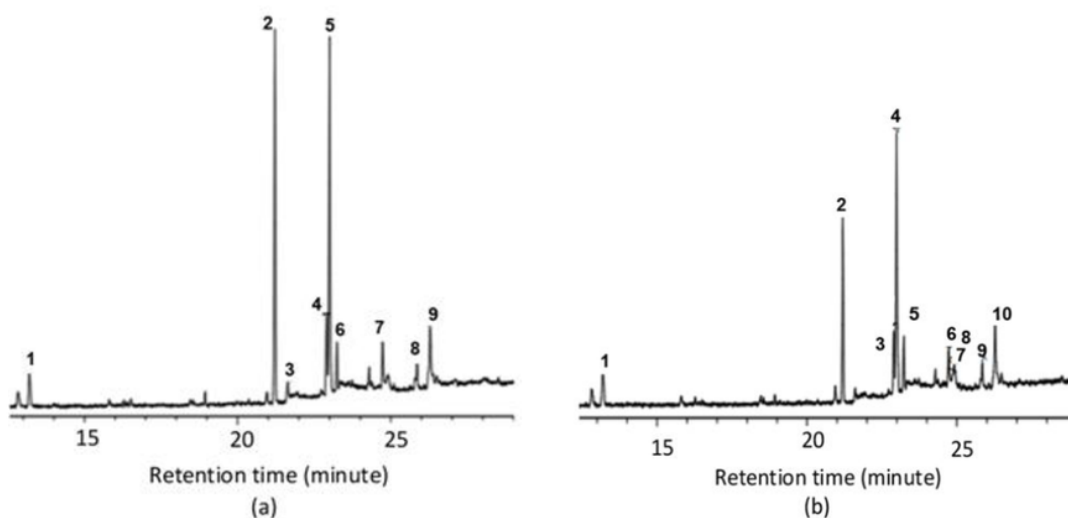 2 5
4 6 7 9
1 3 8
15 20 25
Retention time (minute)
(a)
4
2
3 5 6 8 10
1 7 9
15 20 25
Retention time (minute)
(b)